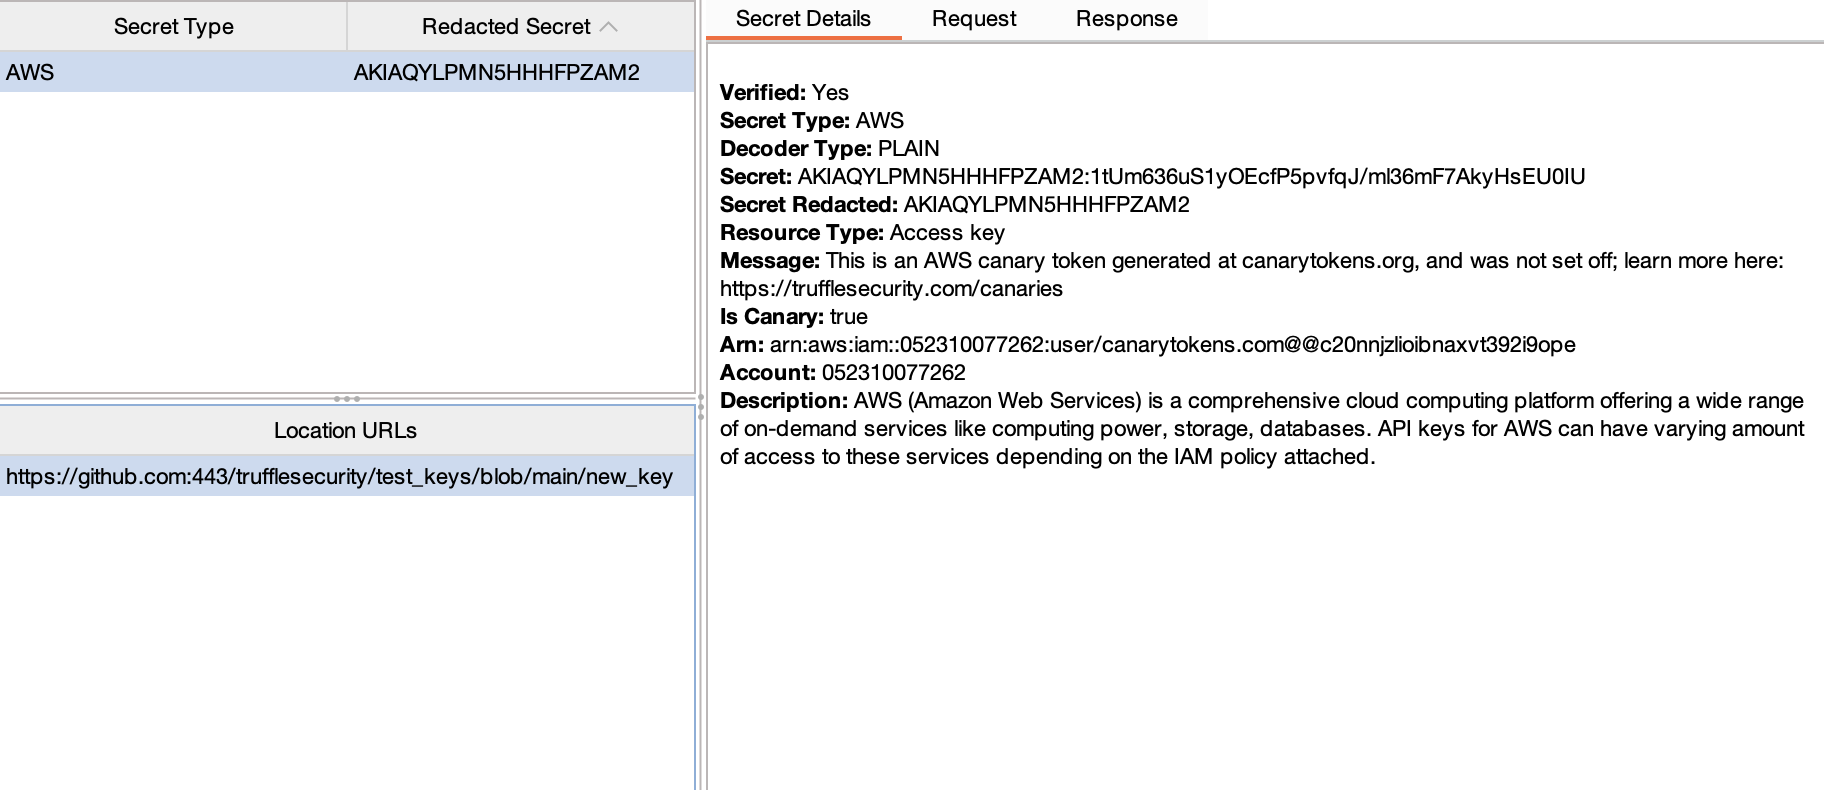 Secret Type
Redacted Secret
AWS
AKIAQYLPMN5HHHFPZAM2
Location URLs
https://github.com:443/trufflesecurity/test_keys/blob/main/new_key
Secret Details
Request
Response
Verified: Yes
Secret Type: AWS
Decoder Type: PLAIN
Secret: AKIAQYLPMN5HHHFPZAM2:1tUm636uS1yOEcfP5pvfqJ/ml36mF7AkyHsEU0IU
Secret Redacted: AKIAQYLPMN5HHHFPZAM2
Resource Type: Access key
Message: This is an AWS canary token generated at canarytokens.org, and was not set off; learn more here:
https://trufflesecurity.com/canaries
Is Canary: true
Arn: arn:aws:iam::052310077262:user/canarytokens.com@@c20nnjzlioibnaxvt392i9ope
Account: 052310077262
Description: AWS (Amazon Web Services) is a comprehensive cloud computing platform offering a wide range
of on-demand services like computing power, storage, databases. API keys for AWS can have varying amount
of access to these services depending on the IAM policy attached.